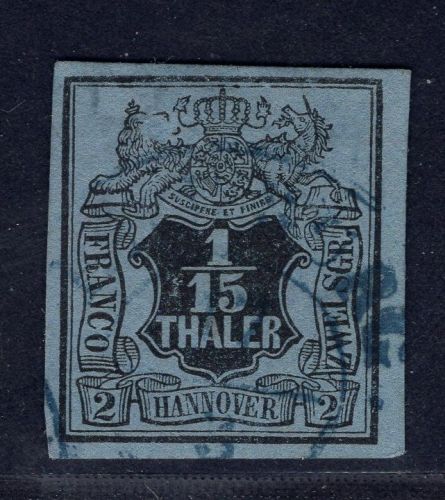 SUSCIPERE ET FINIRE
FRANCO
1
15
THALER
ZWEI SGR.
2
HANNOVER
2